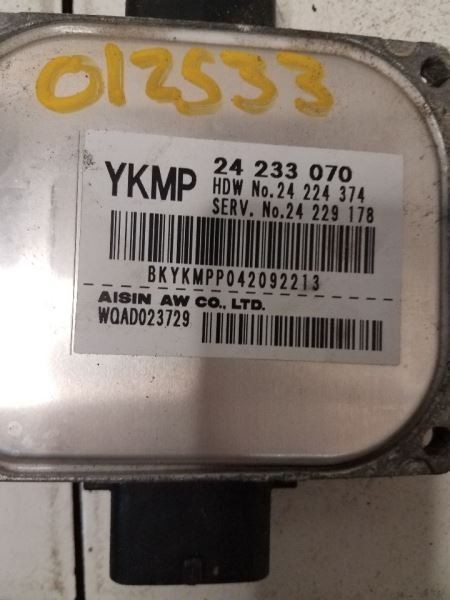 012533
YKMP 24 233 070
HDW No.24 224 374
SERV. No.24 229 178
BKYKMPP042092213
AISIN AW CO., LTD.
WQAD023729